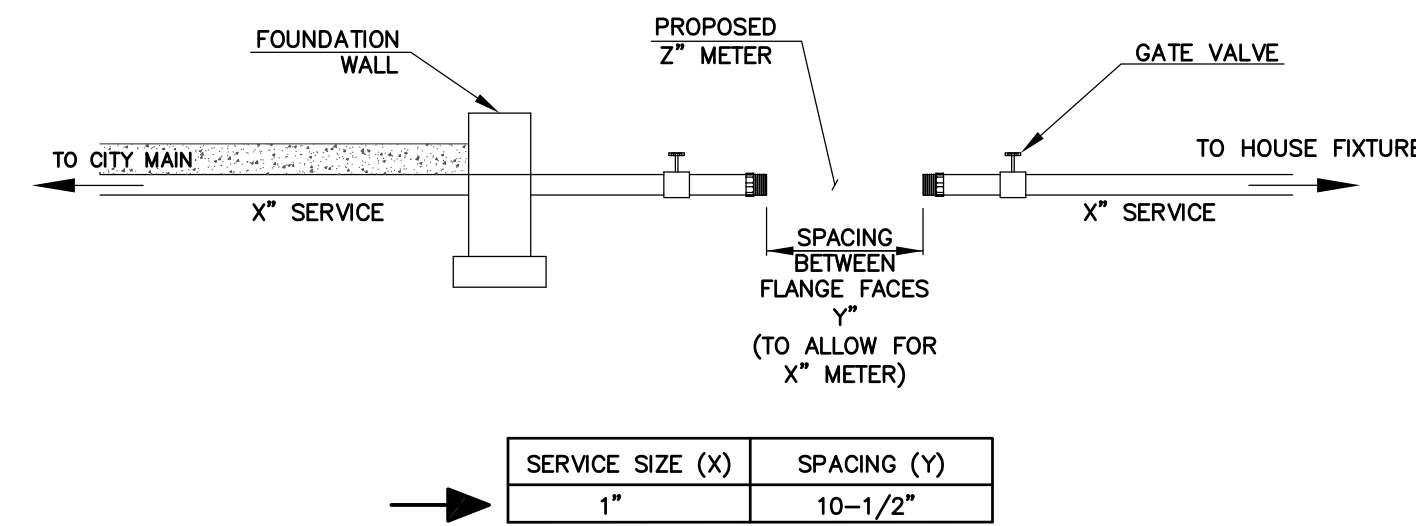 FOUNDATION
WALL
PROPOSED
Z” METER
GATE VALVE
TO CITY MAIN
TO HOUSE FIXTURE
X” SERVICE
X” SERVICE
SPACING
BETWEEN
FLANGE FACES
Y”
(TO ALLOW FOR
X” METER)
SERVICE SIZE (X) SPACING (Y)
1” 10–1/2”